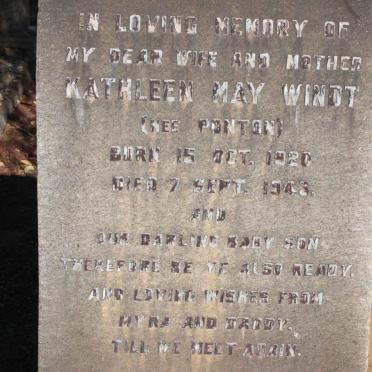 IN LOVING MEMORY OF
MY DEAR WIFE AND MOTHER
KATHLEEN MAY WINDT
(NEE PONTON)
BORN 15 OCT. 1920
DIED 7 SEPT. 1943.
AND
OUR DARLING BABY SON
THEREFORE BE YE ALSO READY.
AND LOVING WISHES FROM
MYRA AND DADDY.
TILL WE MEET AGAIN.